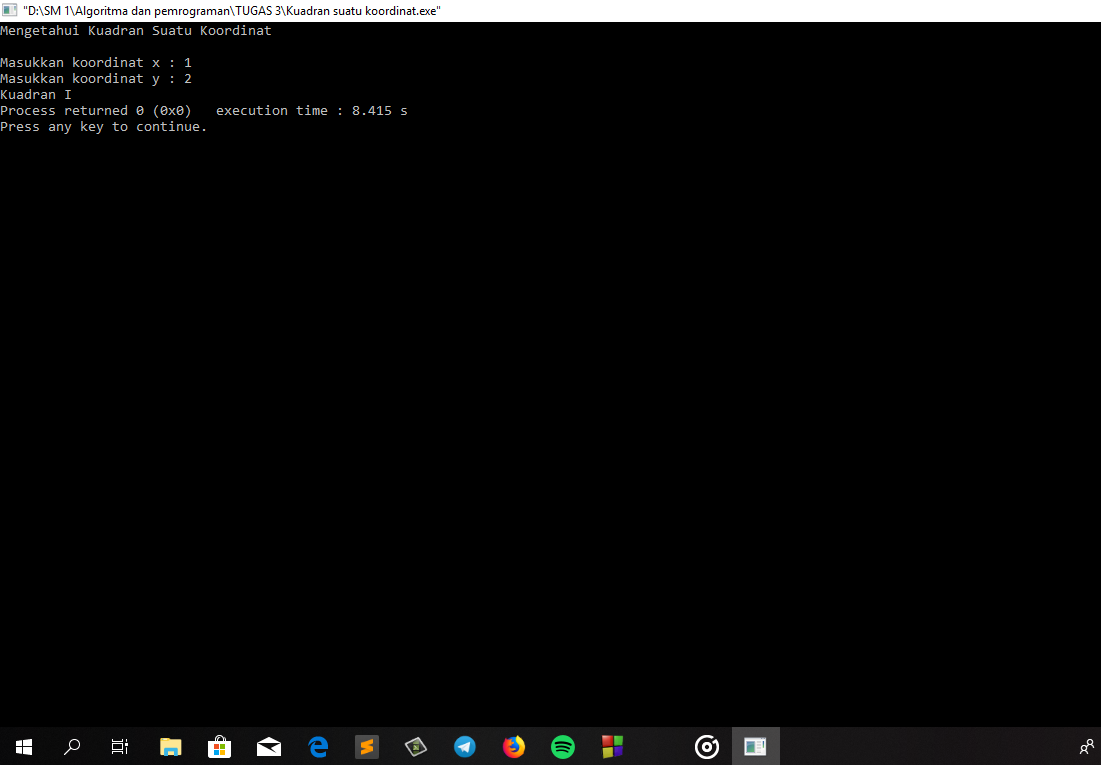 "D:\SM 1\Algoritma dan pemrograman\TUGAS 3\Kuadran suatu koordinat.exe"
Mengetahui Kuadran Suatu Koordinat
Masukkan koordinat x : 1
Masukkan koordinat y : 2
Kuadran I
Process returned 0 (0x0)   execution time : 8.415 s
Press any key to continue.